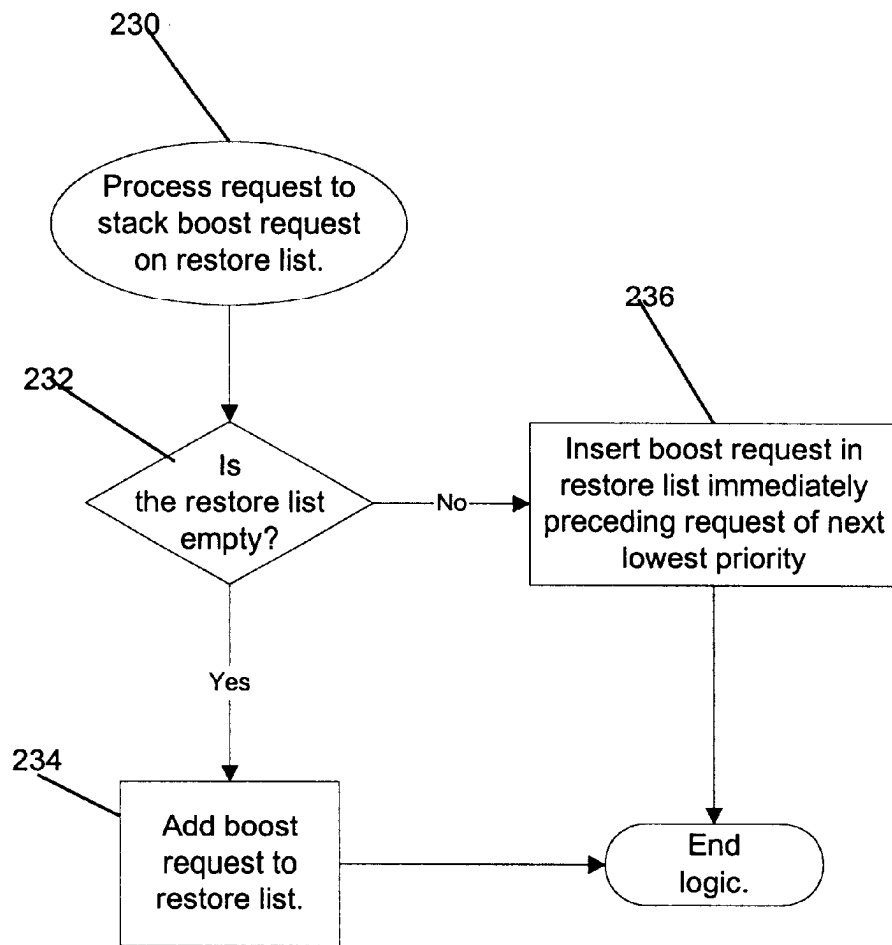 230
Process request to
stack boost request
on restore list.
236
232
Is
the restore list
empty?
No
Insert boost request in
restore list immediately
preceding request of next
lowest priority
Yes
234
Add boost
request to
restore list.
End
logic.